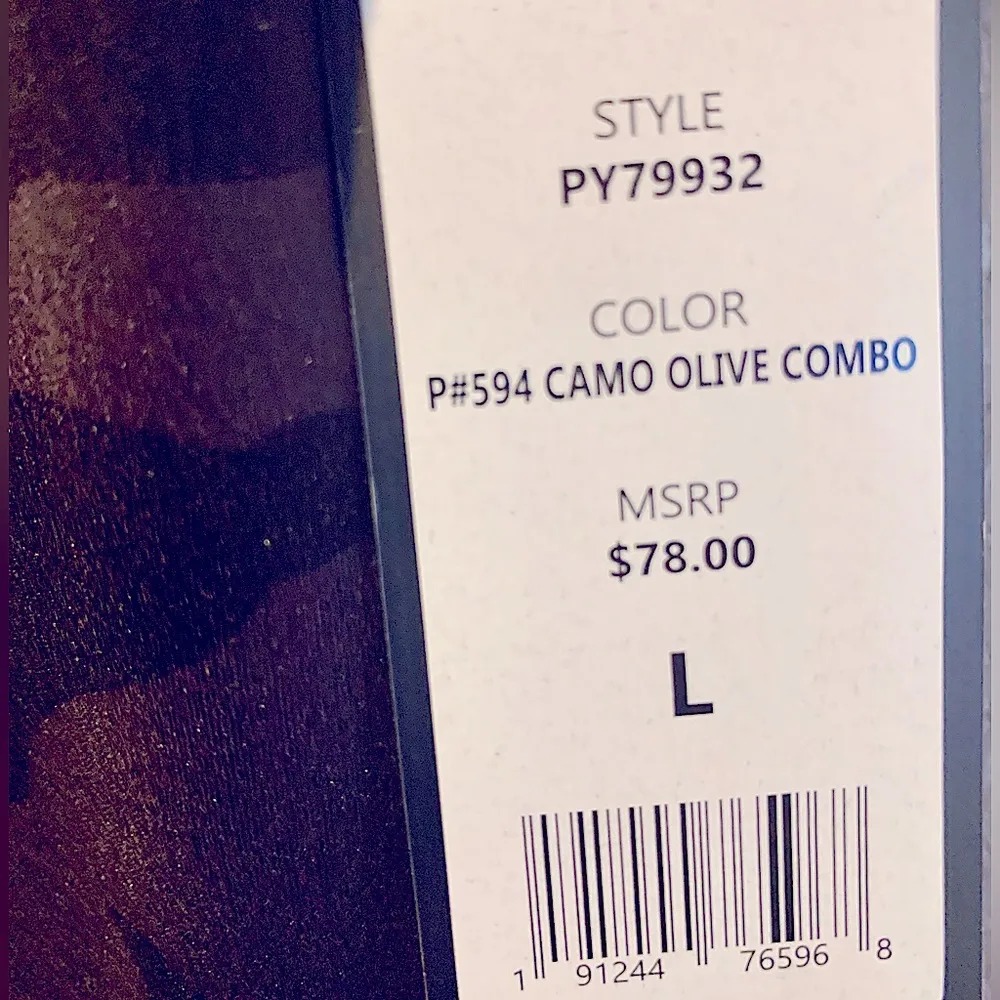 STYLE
PY79932
COLOR
P#594 CAMO OLIVE COMBO
MSRP
$78.00
L
1 91244 76596 8